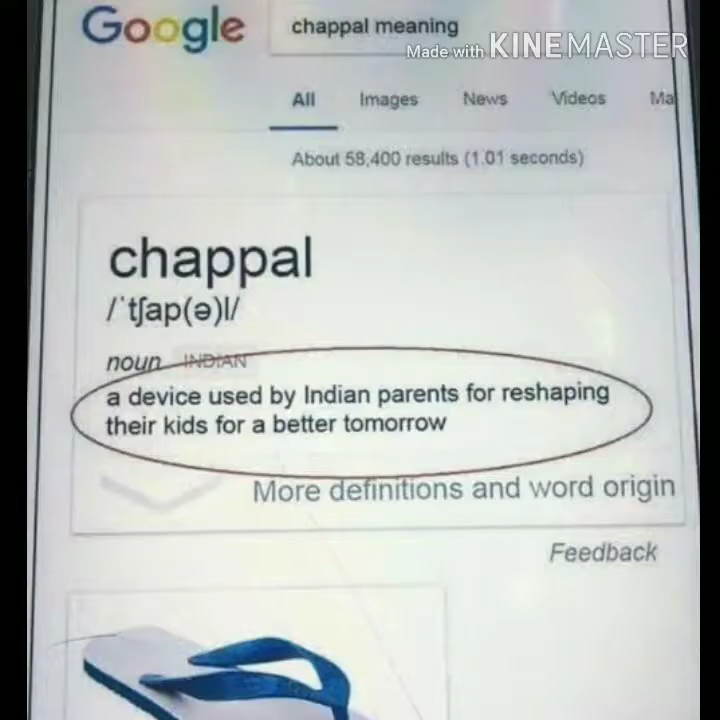 Google
chappal meaning
Made with KINEMASTER
All Images News Videos Ma
About 58,400 results (1.01 seconds)
chappal
/ˈtʃap(ə)l/
noun INDIAN
a device used by Indian parents for reshaping
their kids for a better tomorrow
More definitions and word origin
Feedback